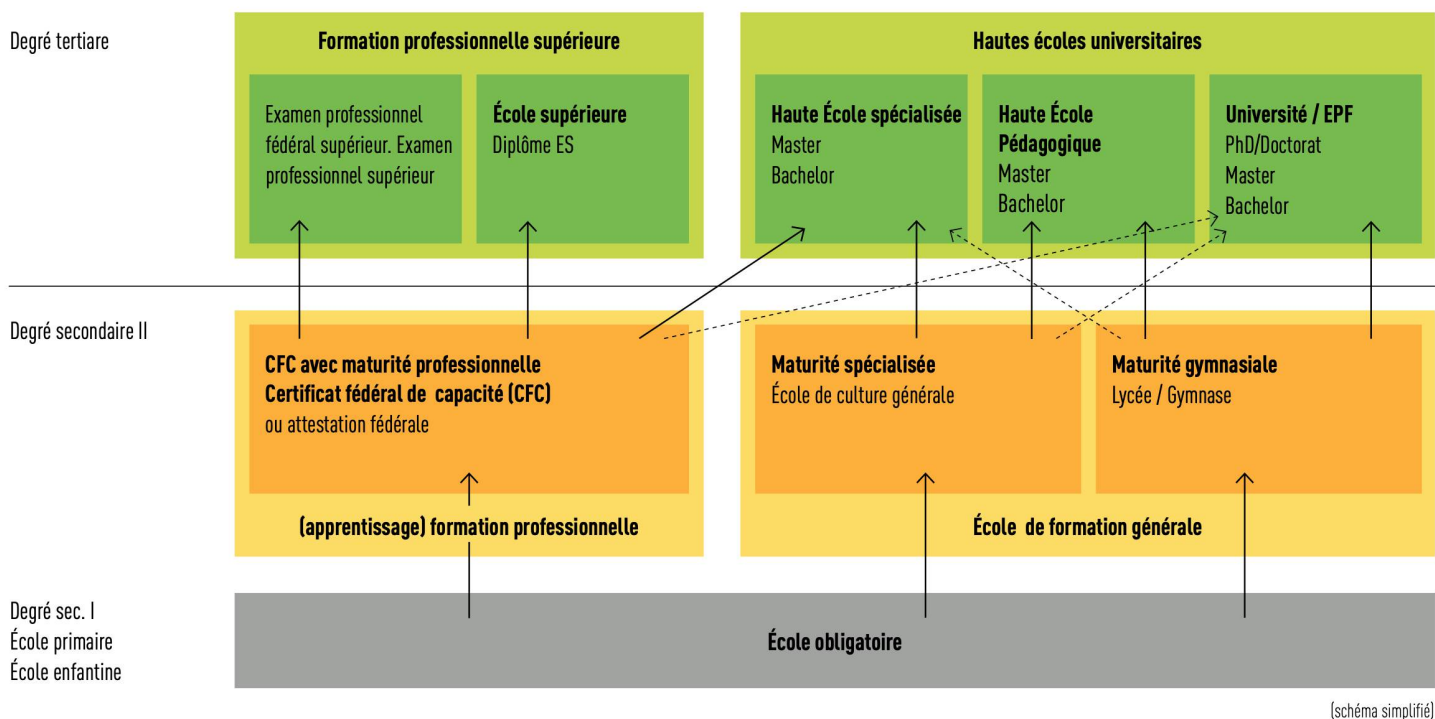 Degré tertiare
Formation professionnelle supérieure
Hautes écoles universitaires
Examen professionnel
fédéral supérieur. Examen
professionnel supérieur
École supérieure
Diplôme ES
Haute École spécialisée
Master
Bachelor
Haute École
Pédagogique
Master
Bachelor
Université / EPF
PhD/Doctorat
Master
Bachelor
Degré secondaire II
CFC avec maturité professionnelle
Certificat fédéral de capacité (CFC)
ou attestation fédérale
Maturité spécialisée
École de culture générale
Maturité gymnasiale
Lycée / Gymnase
(apprentissage) formation professionnelle
École de formation générale
Degré sec. I
École primaire
École enfantine
École obligatoire
(schéma simplifié)